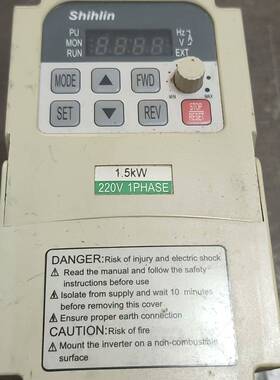 Shihlin
PU
MON
RUN
Hz
A
V
EXT
MODE
▲
FWD
MIN
MAX
SET
▼
REV
STOP
RESET
1.5kW
220V 1PHASE
DANGER: Risk of injury and electric shock
Read the manual and follow the safety
instructions before use
Isolate from supply and wait 10 minutes
before removing this cover
Ensure proper earth connection
CAUTION: Risk of fire
Mount the inverter on a non-combustible
surface